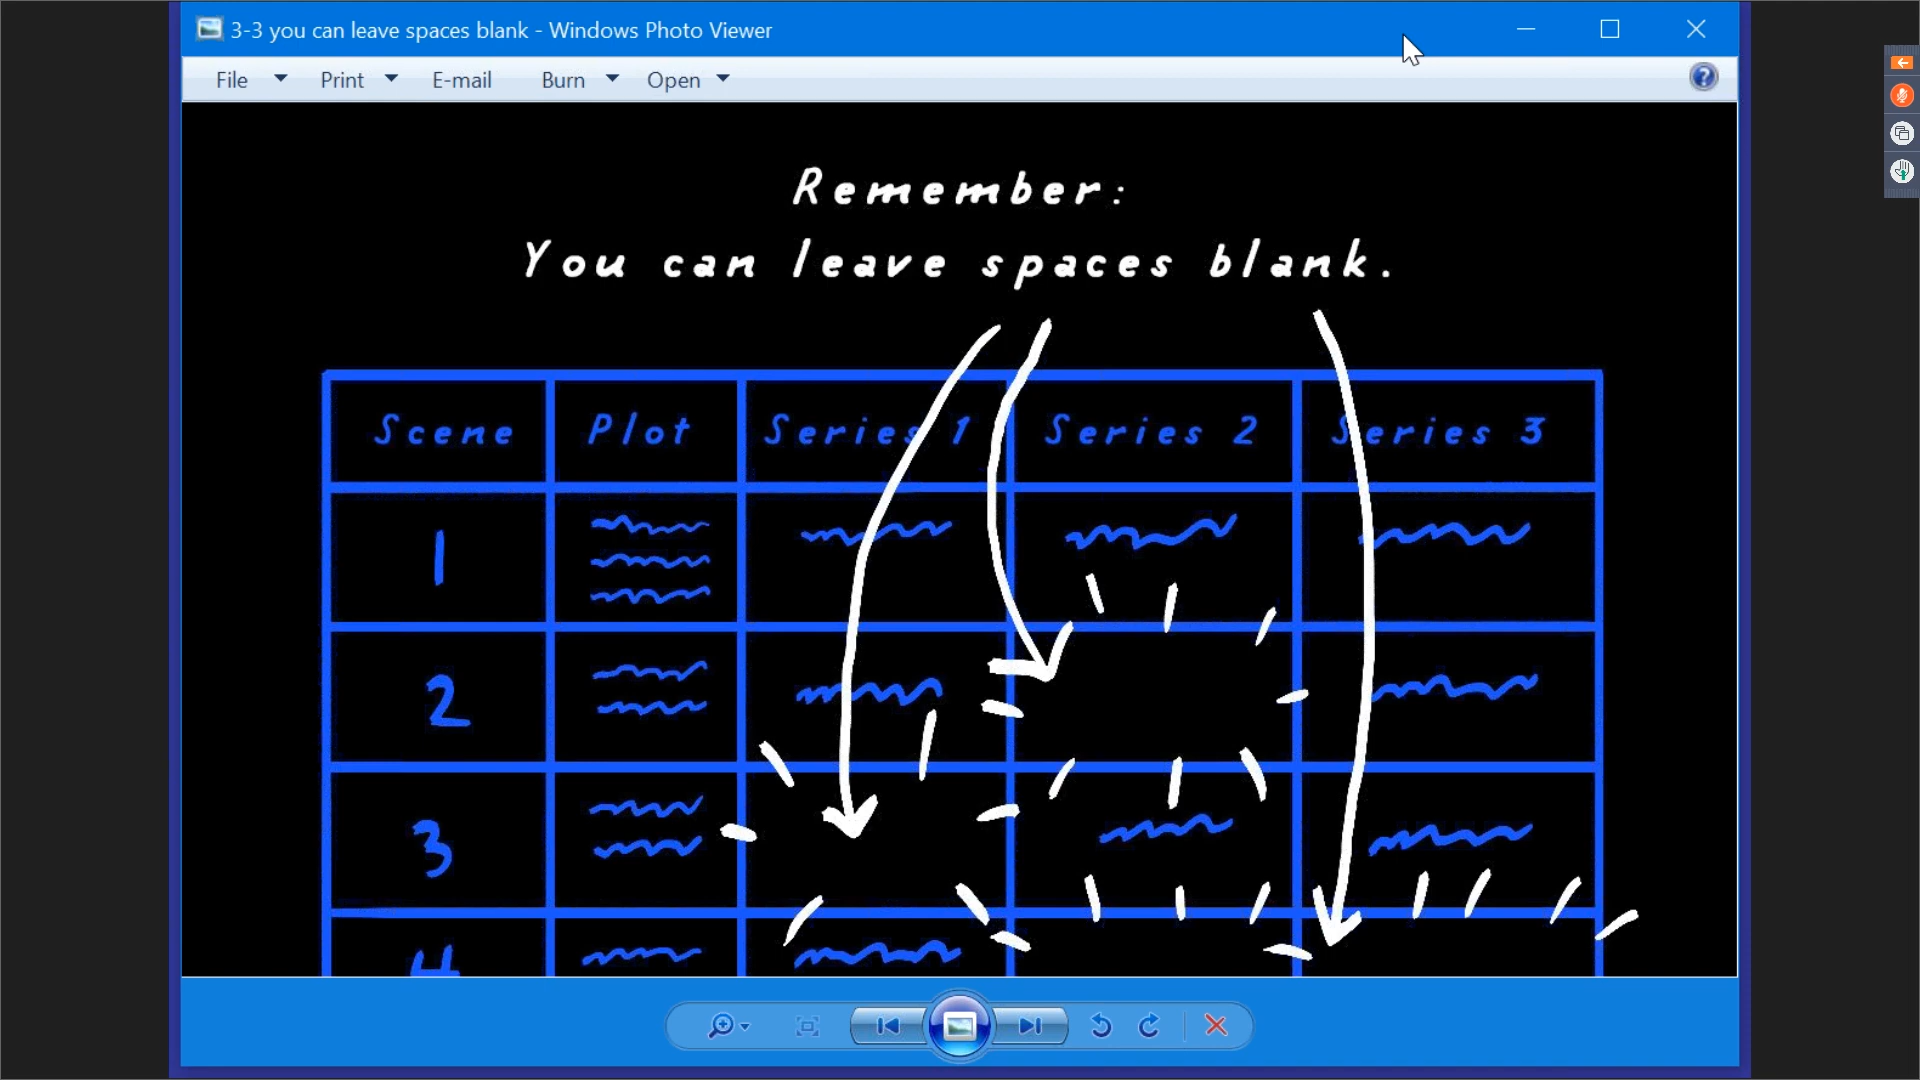 3-3 you can leave spaces blank - Windows Photo Viewer
File Print E-mail Burn Open
Remember:
You can leave spaces blank.
Scene Plot Series 1 Series 2 Series 3
1
2
3
4